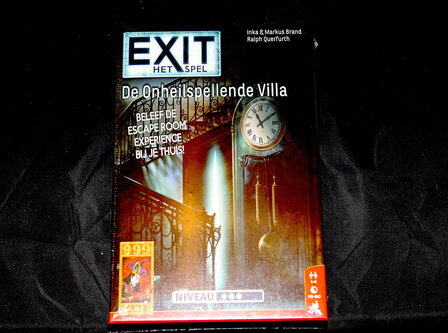 EXIT
HET SPEL
Inka & Markus Brand
Ralph Querfurth
De Onheilspellende Villa
BELEEF DE
ESCAPE ROOM
EXPERIENCE
BIJ JE THUIS!
999
NIVEAU